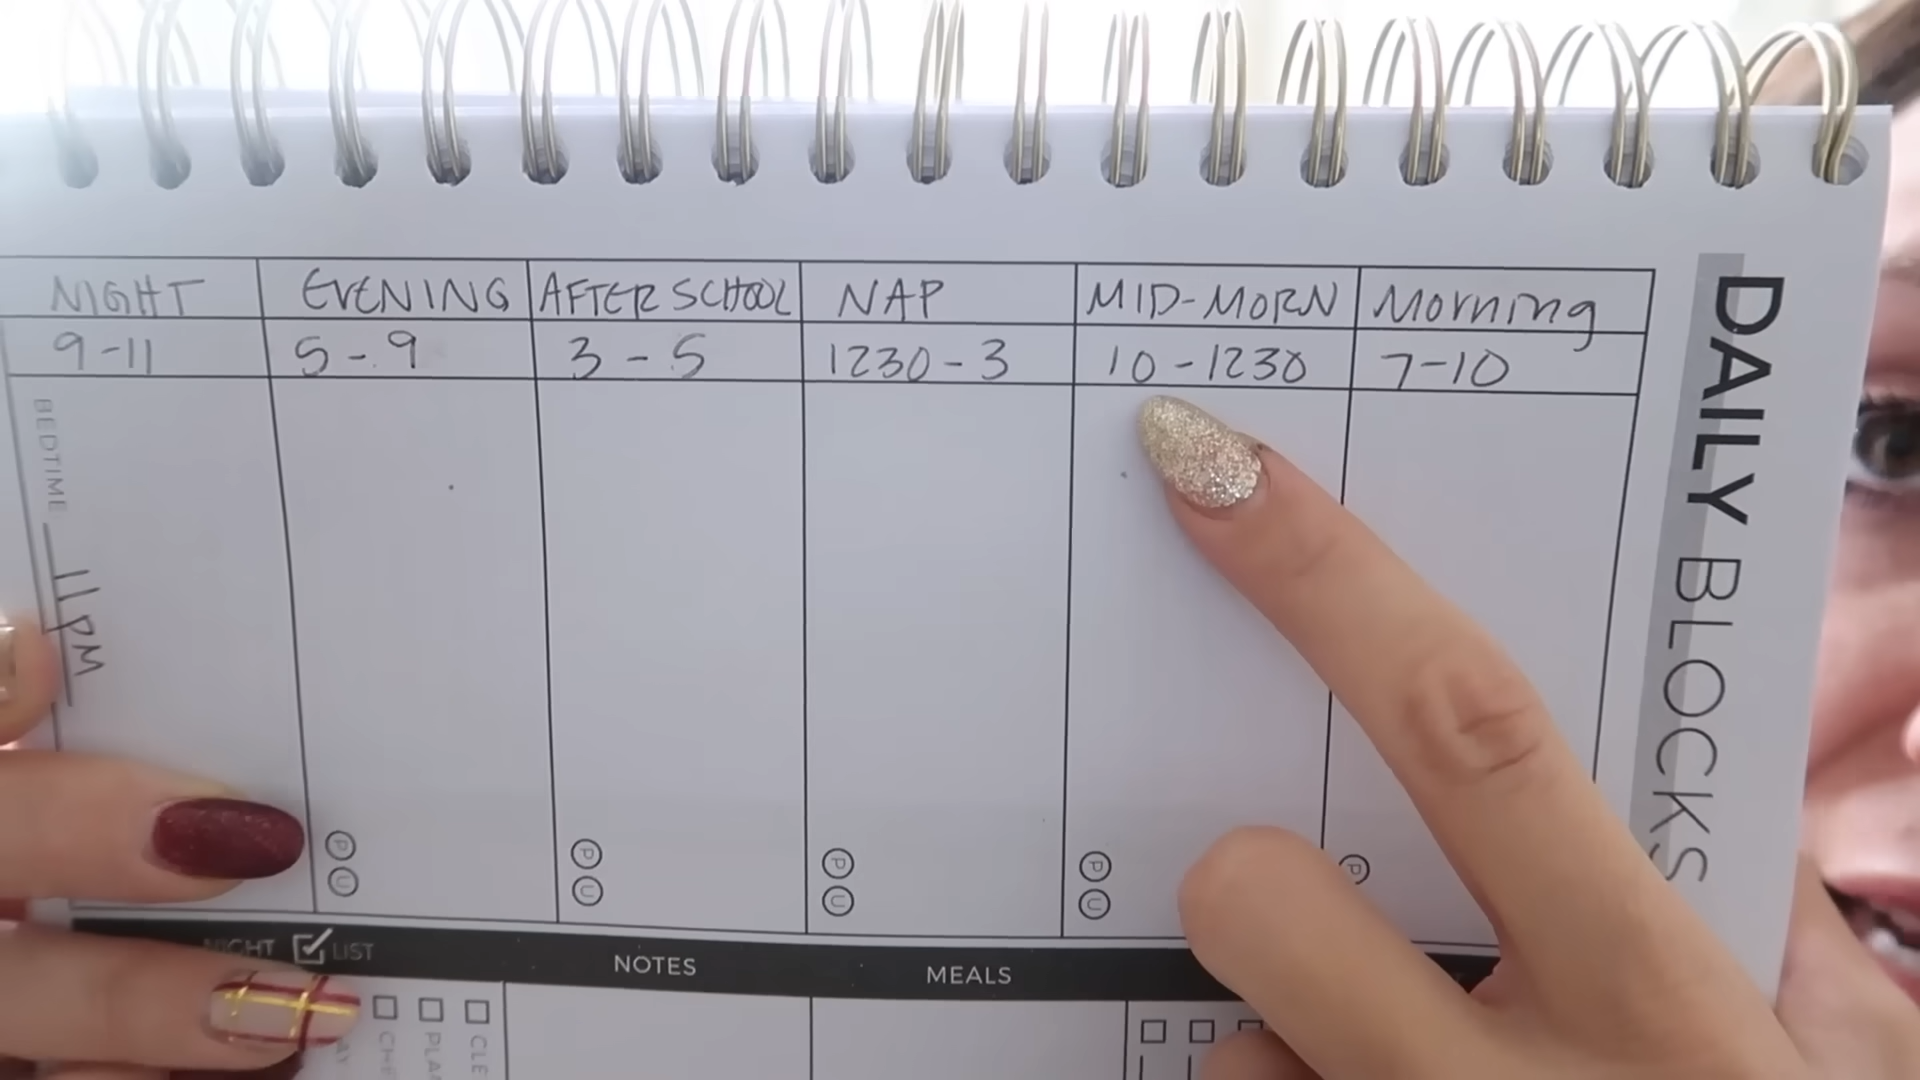 DAILY BLOCKS
NIGHT EVENING AFTER SCHOOL NAP MID-MORN Morning
9-11 5-9 3-5 1230-3 10-1230 7-10
BEDTIME 11PM
P P P P P
U U U U
NIGHT LIST NOTES MEALS